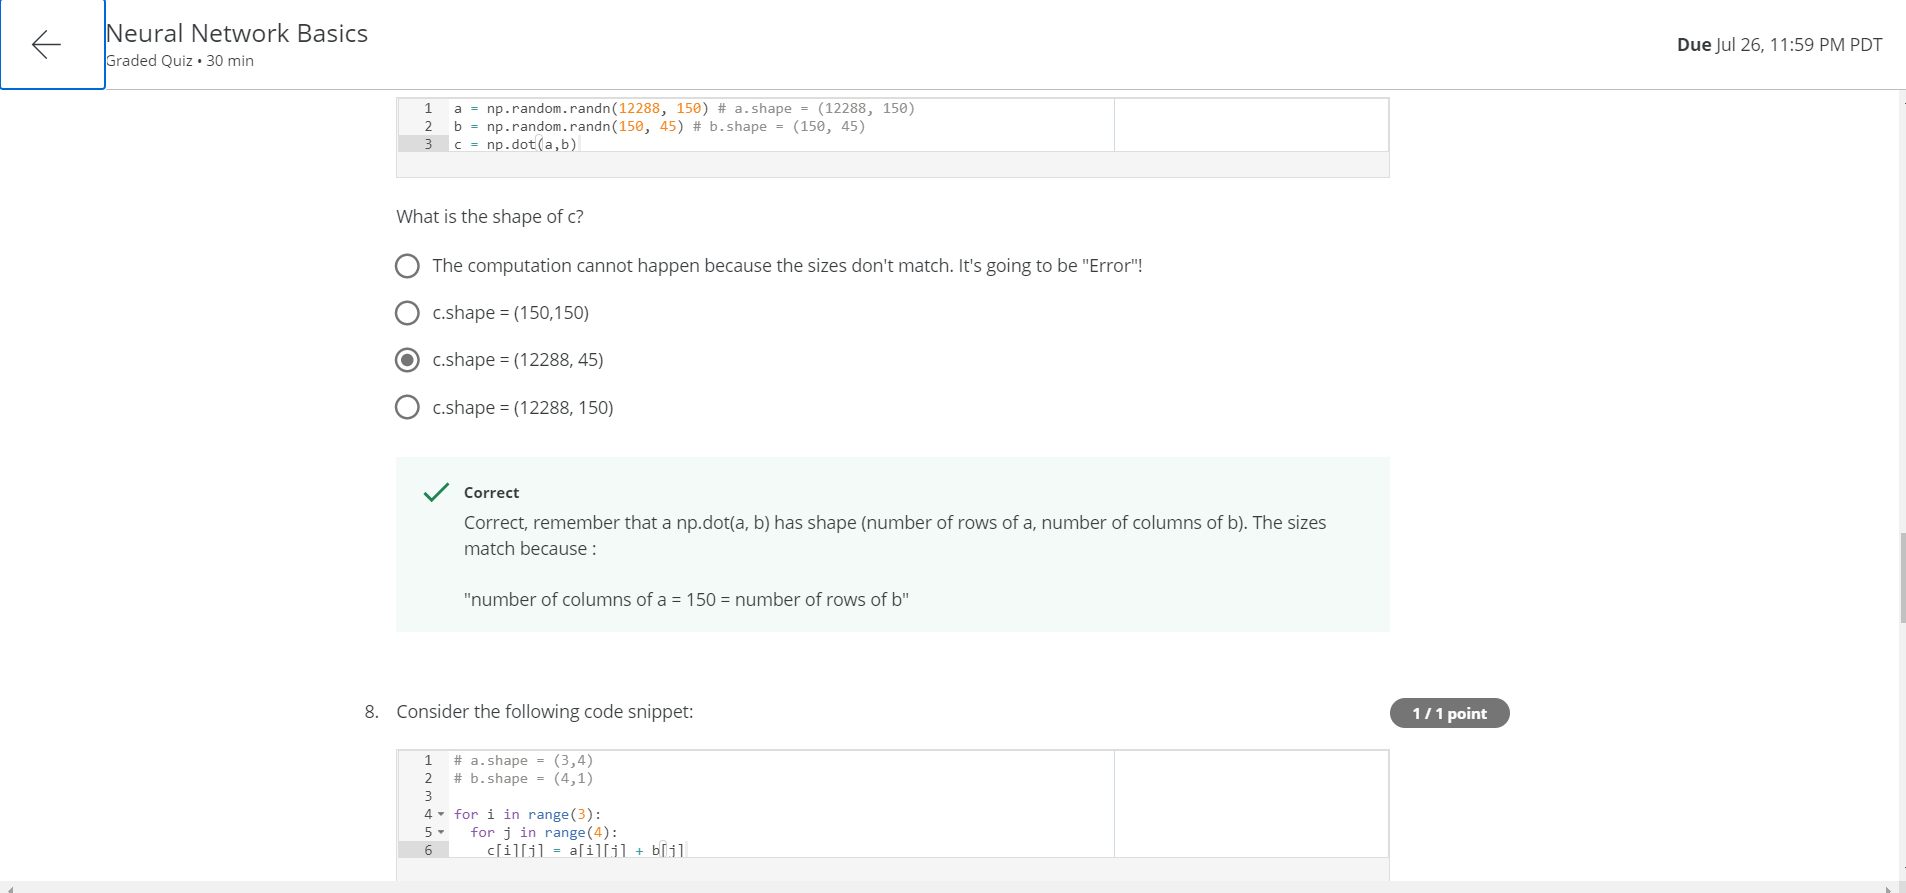 Neural Network Basics
Graded Quiz • 30 min
Due Jul 26, 11:59 PM PDT
1 a = np.random.randn(12288, 150) # a.shape = (12288, 150)
2 b = np.random.randn(150, 45) # b.shape = (150, 45)
3 c = np.dot(a,b)
What is the shape of c?
The computation cannot happen because the sizes don't match. It's going to be "Error"!
c.shape = (150,150)
c.shape = (12288, 45)
c.shape = (12288, 150)
Correct
Correct, remember that a np.dot(a, b) has shape (number of rows of a, number of columns of b). The sizes
match because :
"number of columns of a = 150 = number of rows of b"
8. Consider the following code snippet:
1 / 1 point
1 # a.shape = (3,4)
2 # b.shape = (4,1)
3
4 for i in range(3):
5 for j in range(4):
6 c[i][j] = a[i][j] + b[j]